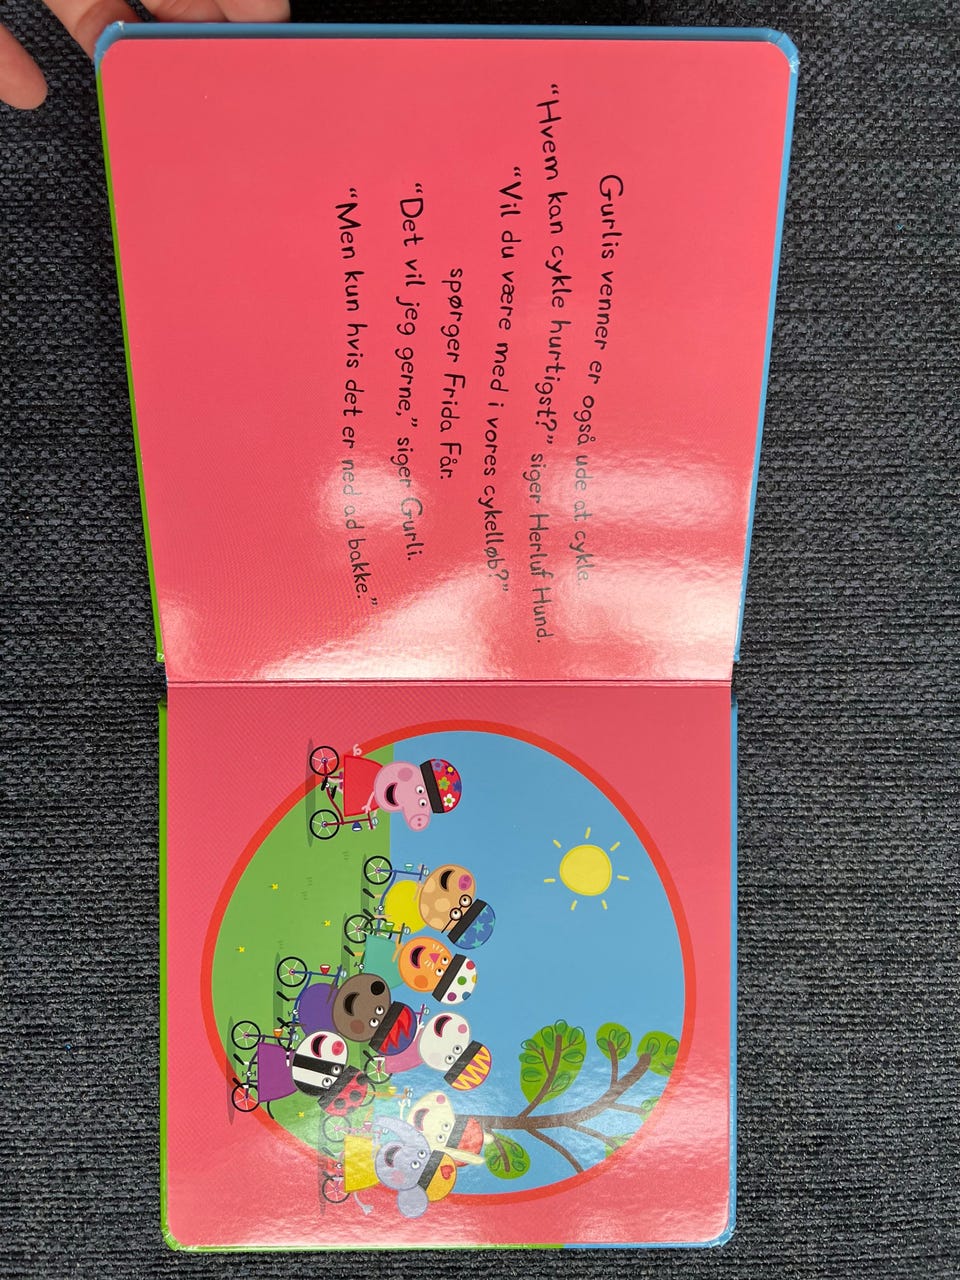 Gurlis venner er også ude at cykle.
“Hvem kan cykle hurtigst?” siger Herluf Hund.
“Vil du være med i vores cykelløb?”
spørger Frida Får.
“Det vil jeg gerne,” siger Gurli.
“Men kun hvis det er ned ad bakke.”